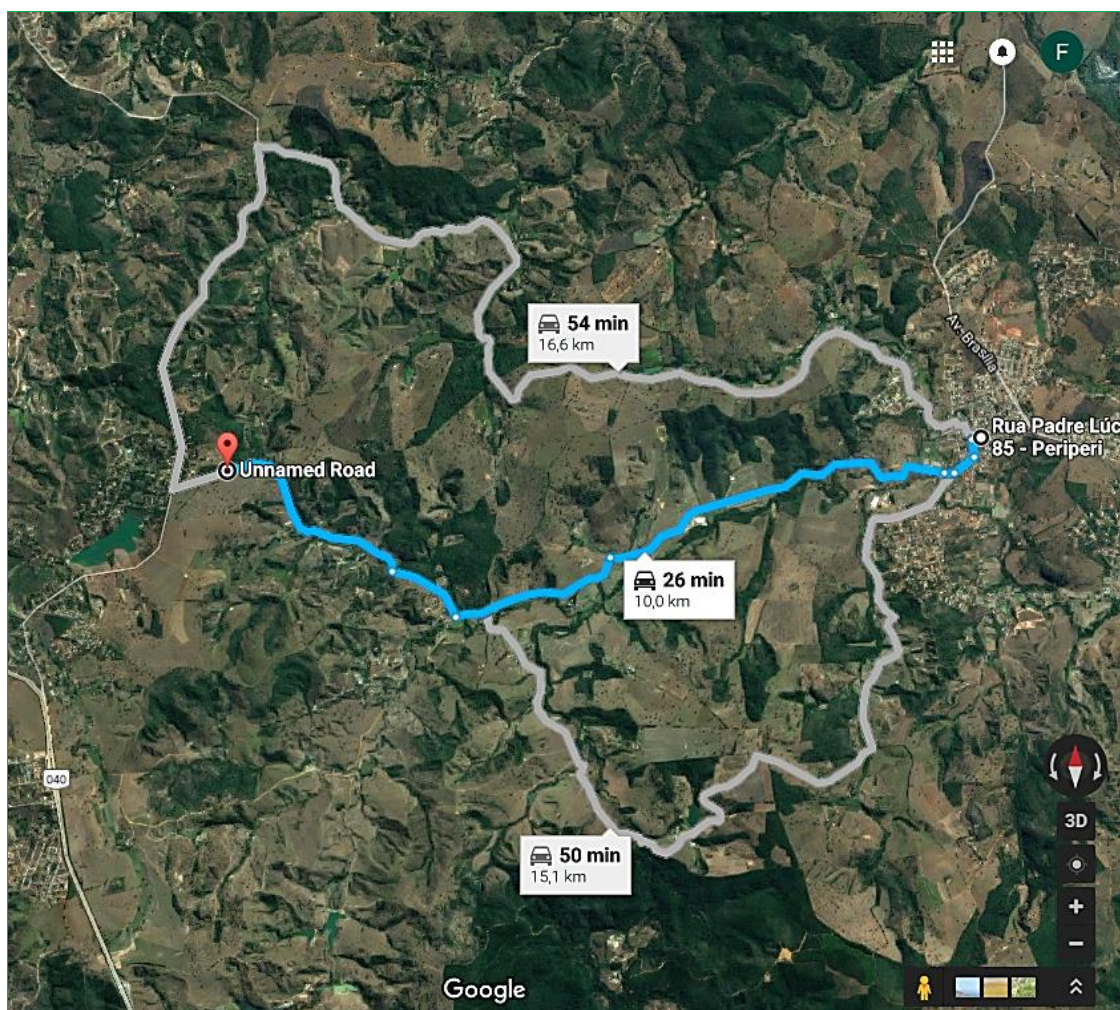 F
54 min
16,6 km
Av. Brasília
Rua Padre Lúc
85 - Periperi
Unnamed Road
26 min
10,0 km
040
3D
50 min
15,1 km
Google